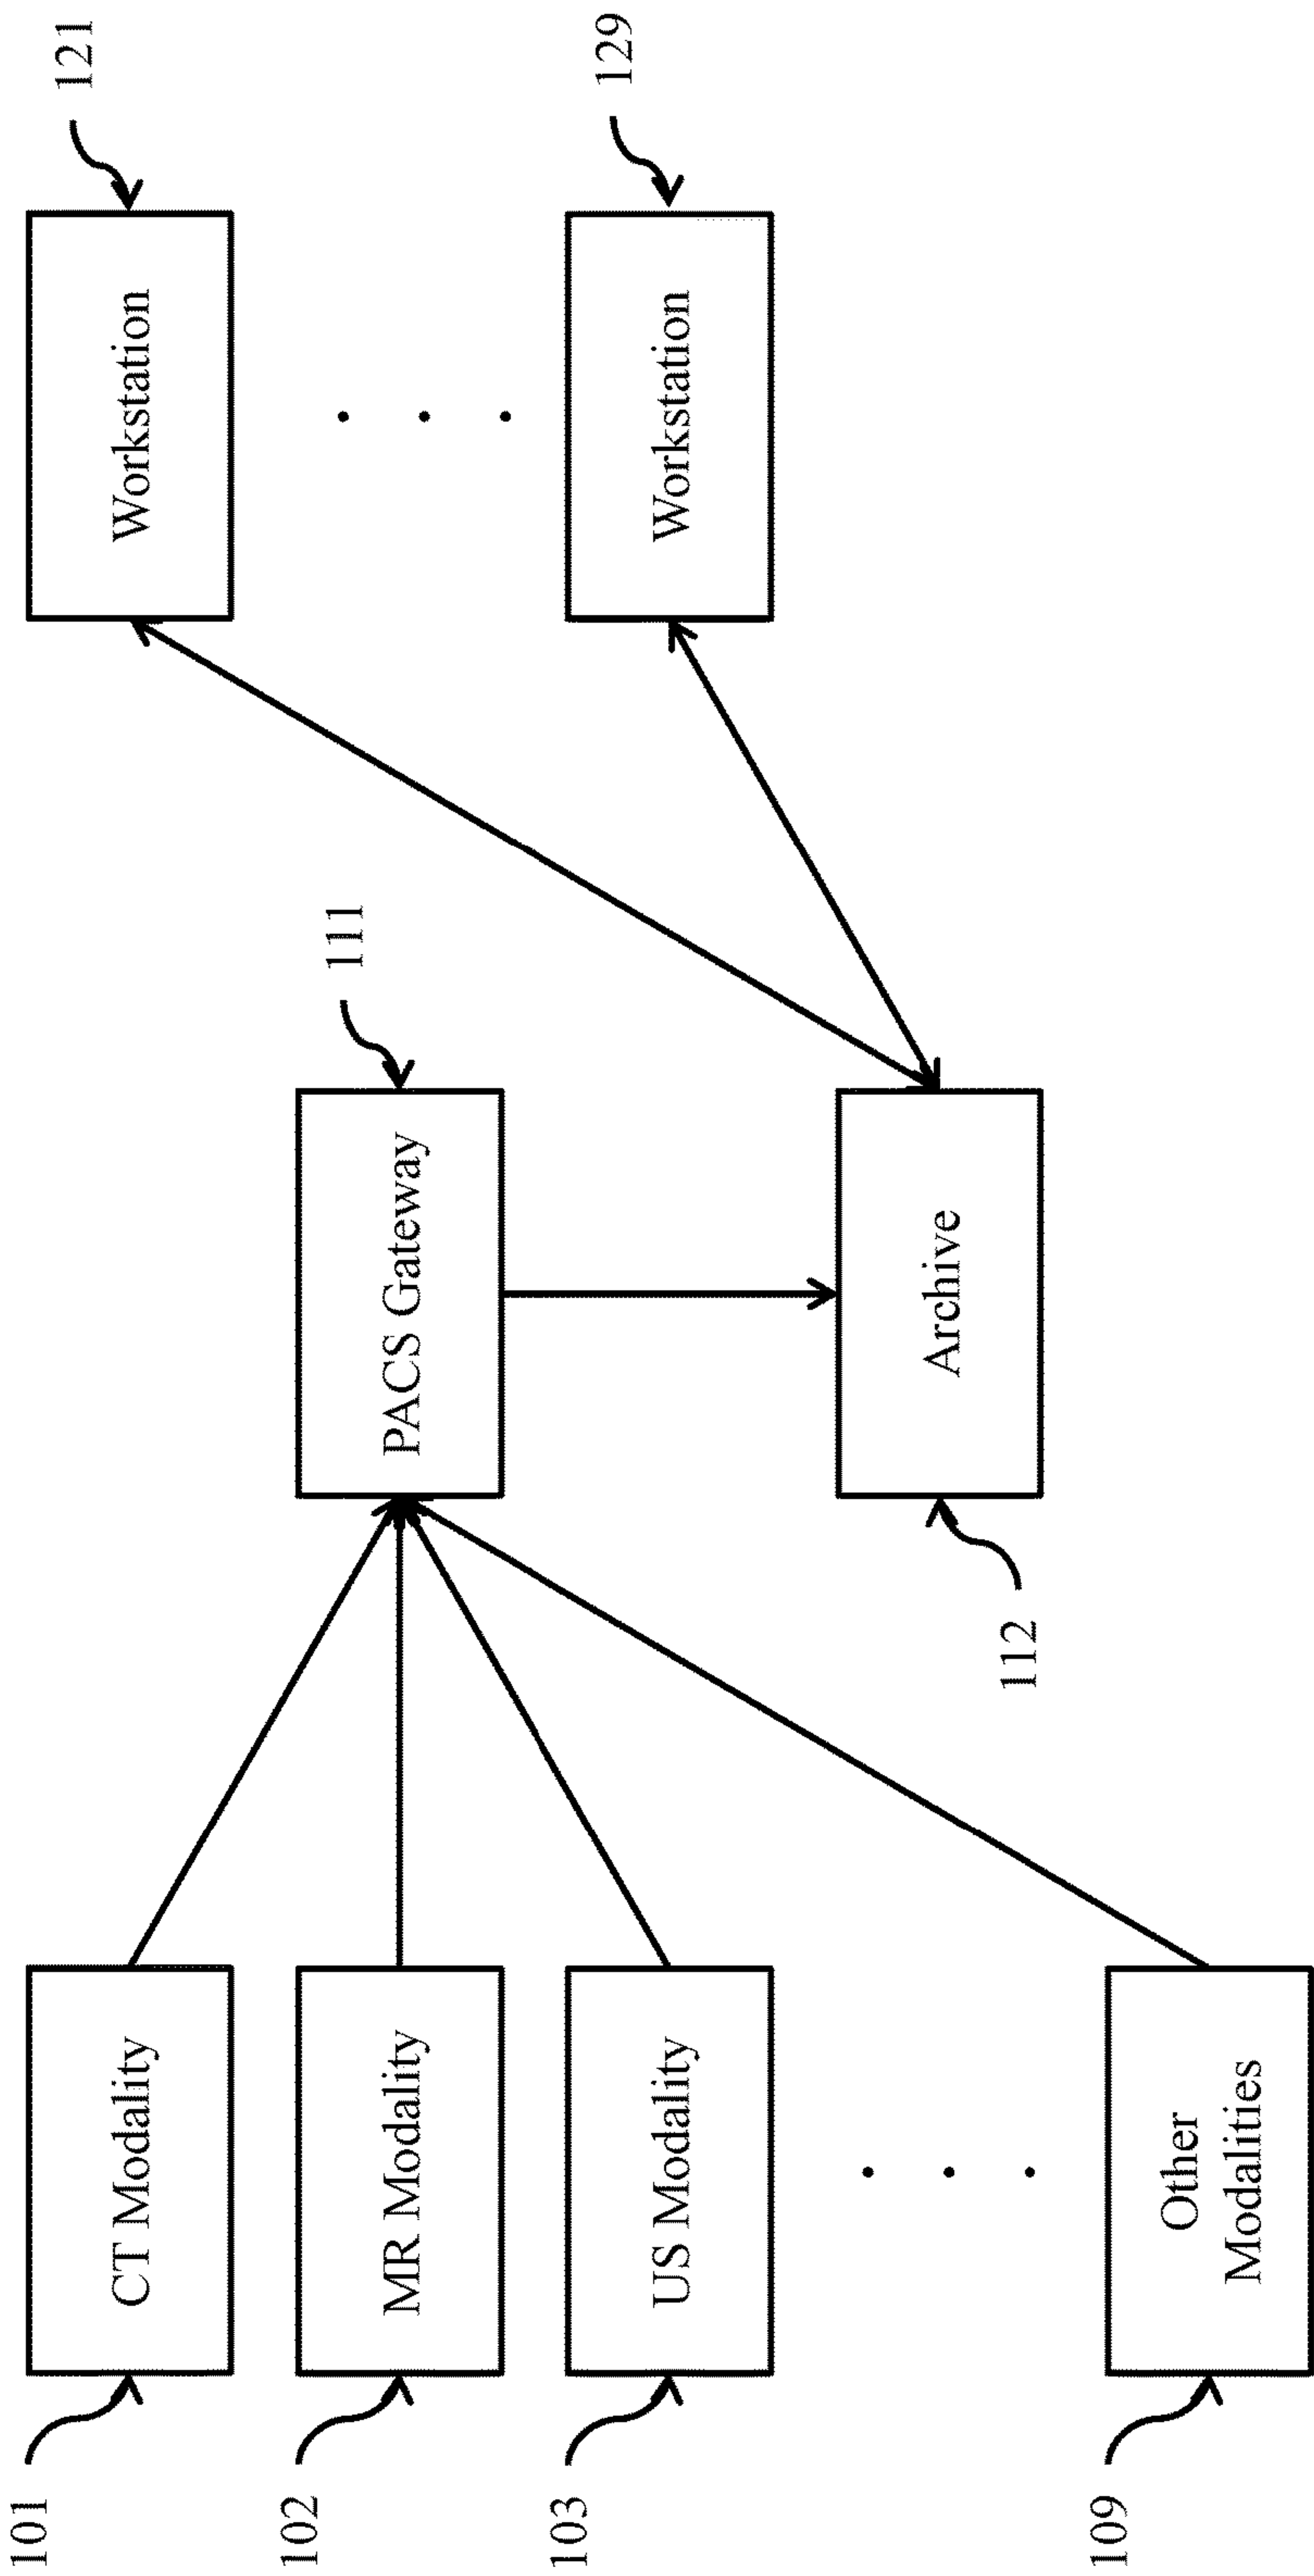 101
CT Modality
102
MR Modality
103
US Modality
109
Other
Modalities
PACS Gateway
111
Archive
112
Workstation
121
Workstation
129